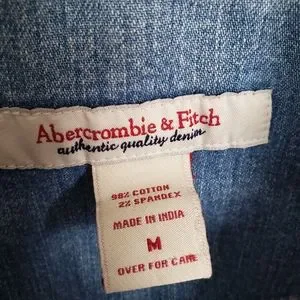 Abercrombie & Fitch
authentic quality denim
98% COTTON
2% SPANDEX
MADE IN INDIA
M
OVER FOR CARE